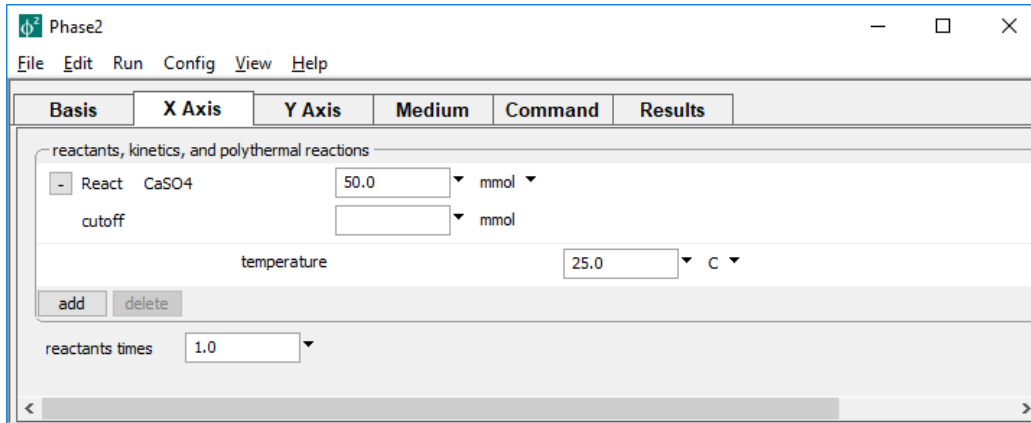 ϕ² Phase2
File Edit Run Config View Help
Basis X Axis Y Axis Medium Command Results
reactants, kinetics, and polythermal reactions
- React CaSO4 50.0 mmol
cutoff mmol
temperature 25.0 C
add delete
reactants times 1.0